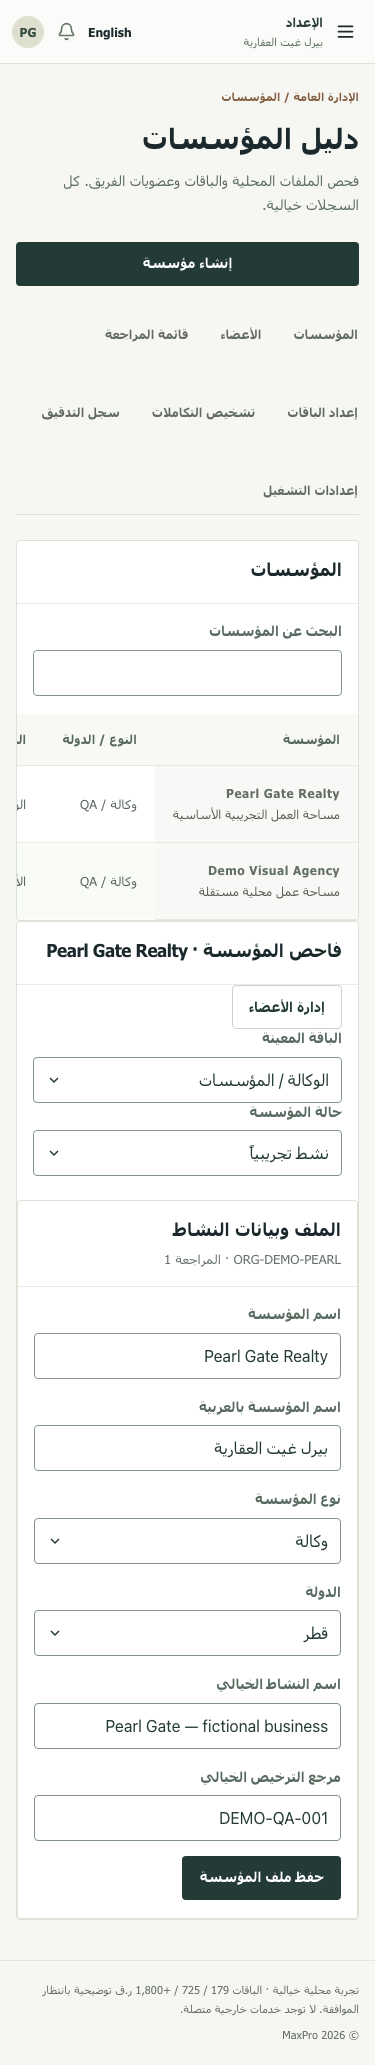 الإعداد
بيرل غيت العقارية
English
PG
الإدارة العامة / المؤسسات
دليل المؤسسات
فحص الملفات المحلية والباقات وعضويات الفريق. كل
السجلات خيالية.
إنشاء مؤسسة
المؤسسات الأعضاء قائمة المراجعة
إعداد الباقات تشخيص التكاملات سجل التدقيق
إعدادات التشغيل
المؤسسات
البحث عن المؤسسات
المؤسسة النوع / الدولة
Pearl Gate Realty
مساحة العمل التجريبية الأساسية
وكالة / QA
Demo Visual Agency
مساحة عمل محلية مستقلة
وكالة / QA
فاحص المؤسسة · Pearl Gate Realty
إدارة الأعضاء
الباقة المعينة
الوكالة / المؤسسات
حالة المؤسسة
نشط تجريبياً
الملف وبيانات النشاط
ORG-DEMO-PEARL · المراجعة 1
اسم المؤسسة
Pearl Gate Realty
اسم المؤسسة بالعربية
بيرل غيت العقارية
نوع المؤسسة
وكالة
الدولة
قطر
اسم النشاط الخيالي
Pearl Gate — fictional business
مرجع الترخيص الخيالي
DEMO-QA-001
حفظ ملف المؤسسة
تجربة محلية خيالية · الباقات 179 / 725 / +1,800 ر.ق توضيحية بانتظار
الموافقة. لا توجد خدمات خارجية متصلة.
© 2026 MaxPro